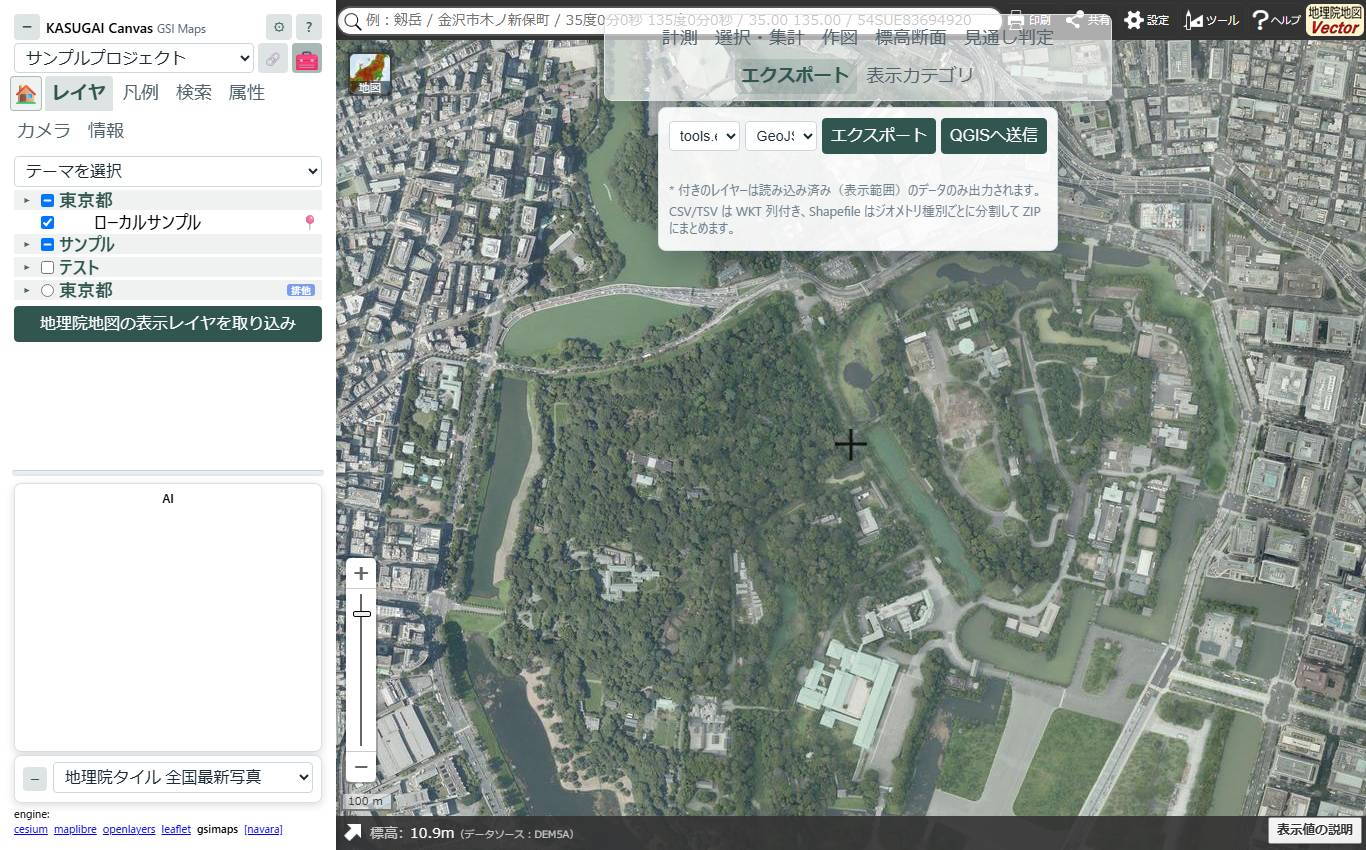 − KASUGAI Canvas GSI Maps ⚙ ?
サンプルプロジェクト
レイヤ 凡例 検索 属性
カメラ 情報
テーマを選択
東京都
ローカルサンプル
サンプル
テスト
東京都 排他
地理院地図の表示レイヤを取り込み
AI
− 地理院タイル 全国最新写真
engine:
cesium maplibre openlayers leaflet gsimaps [navara]
例：剱岳 / 金沢市木ノ新保町 / 35度0分0秒 135度0分0秒 / 35.00 135.00 / 54SUE83694920
印刷 共有 設定 ツール ヘルプ
地理院地図
Vector
地図
計測 選択・集計 作図 標高断面 見通し判定
エクスポート 表示カテゴリ
tools.e GeoJS エクスポート QGISへ送信
* 付きのレイヤーは読み込み済み（表示範囲）のデータのみ出力されます。
CSV/TSV は WKT 列付き、Shapefile はジオメトリ種別ごとに分割して ZIP
にまとめます。
+
−
100 m
標高: 10.9m (データソース：DEM5A)
表示値の説明